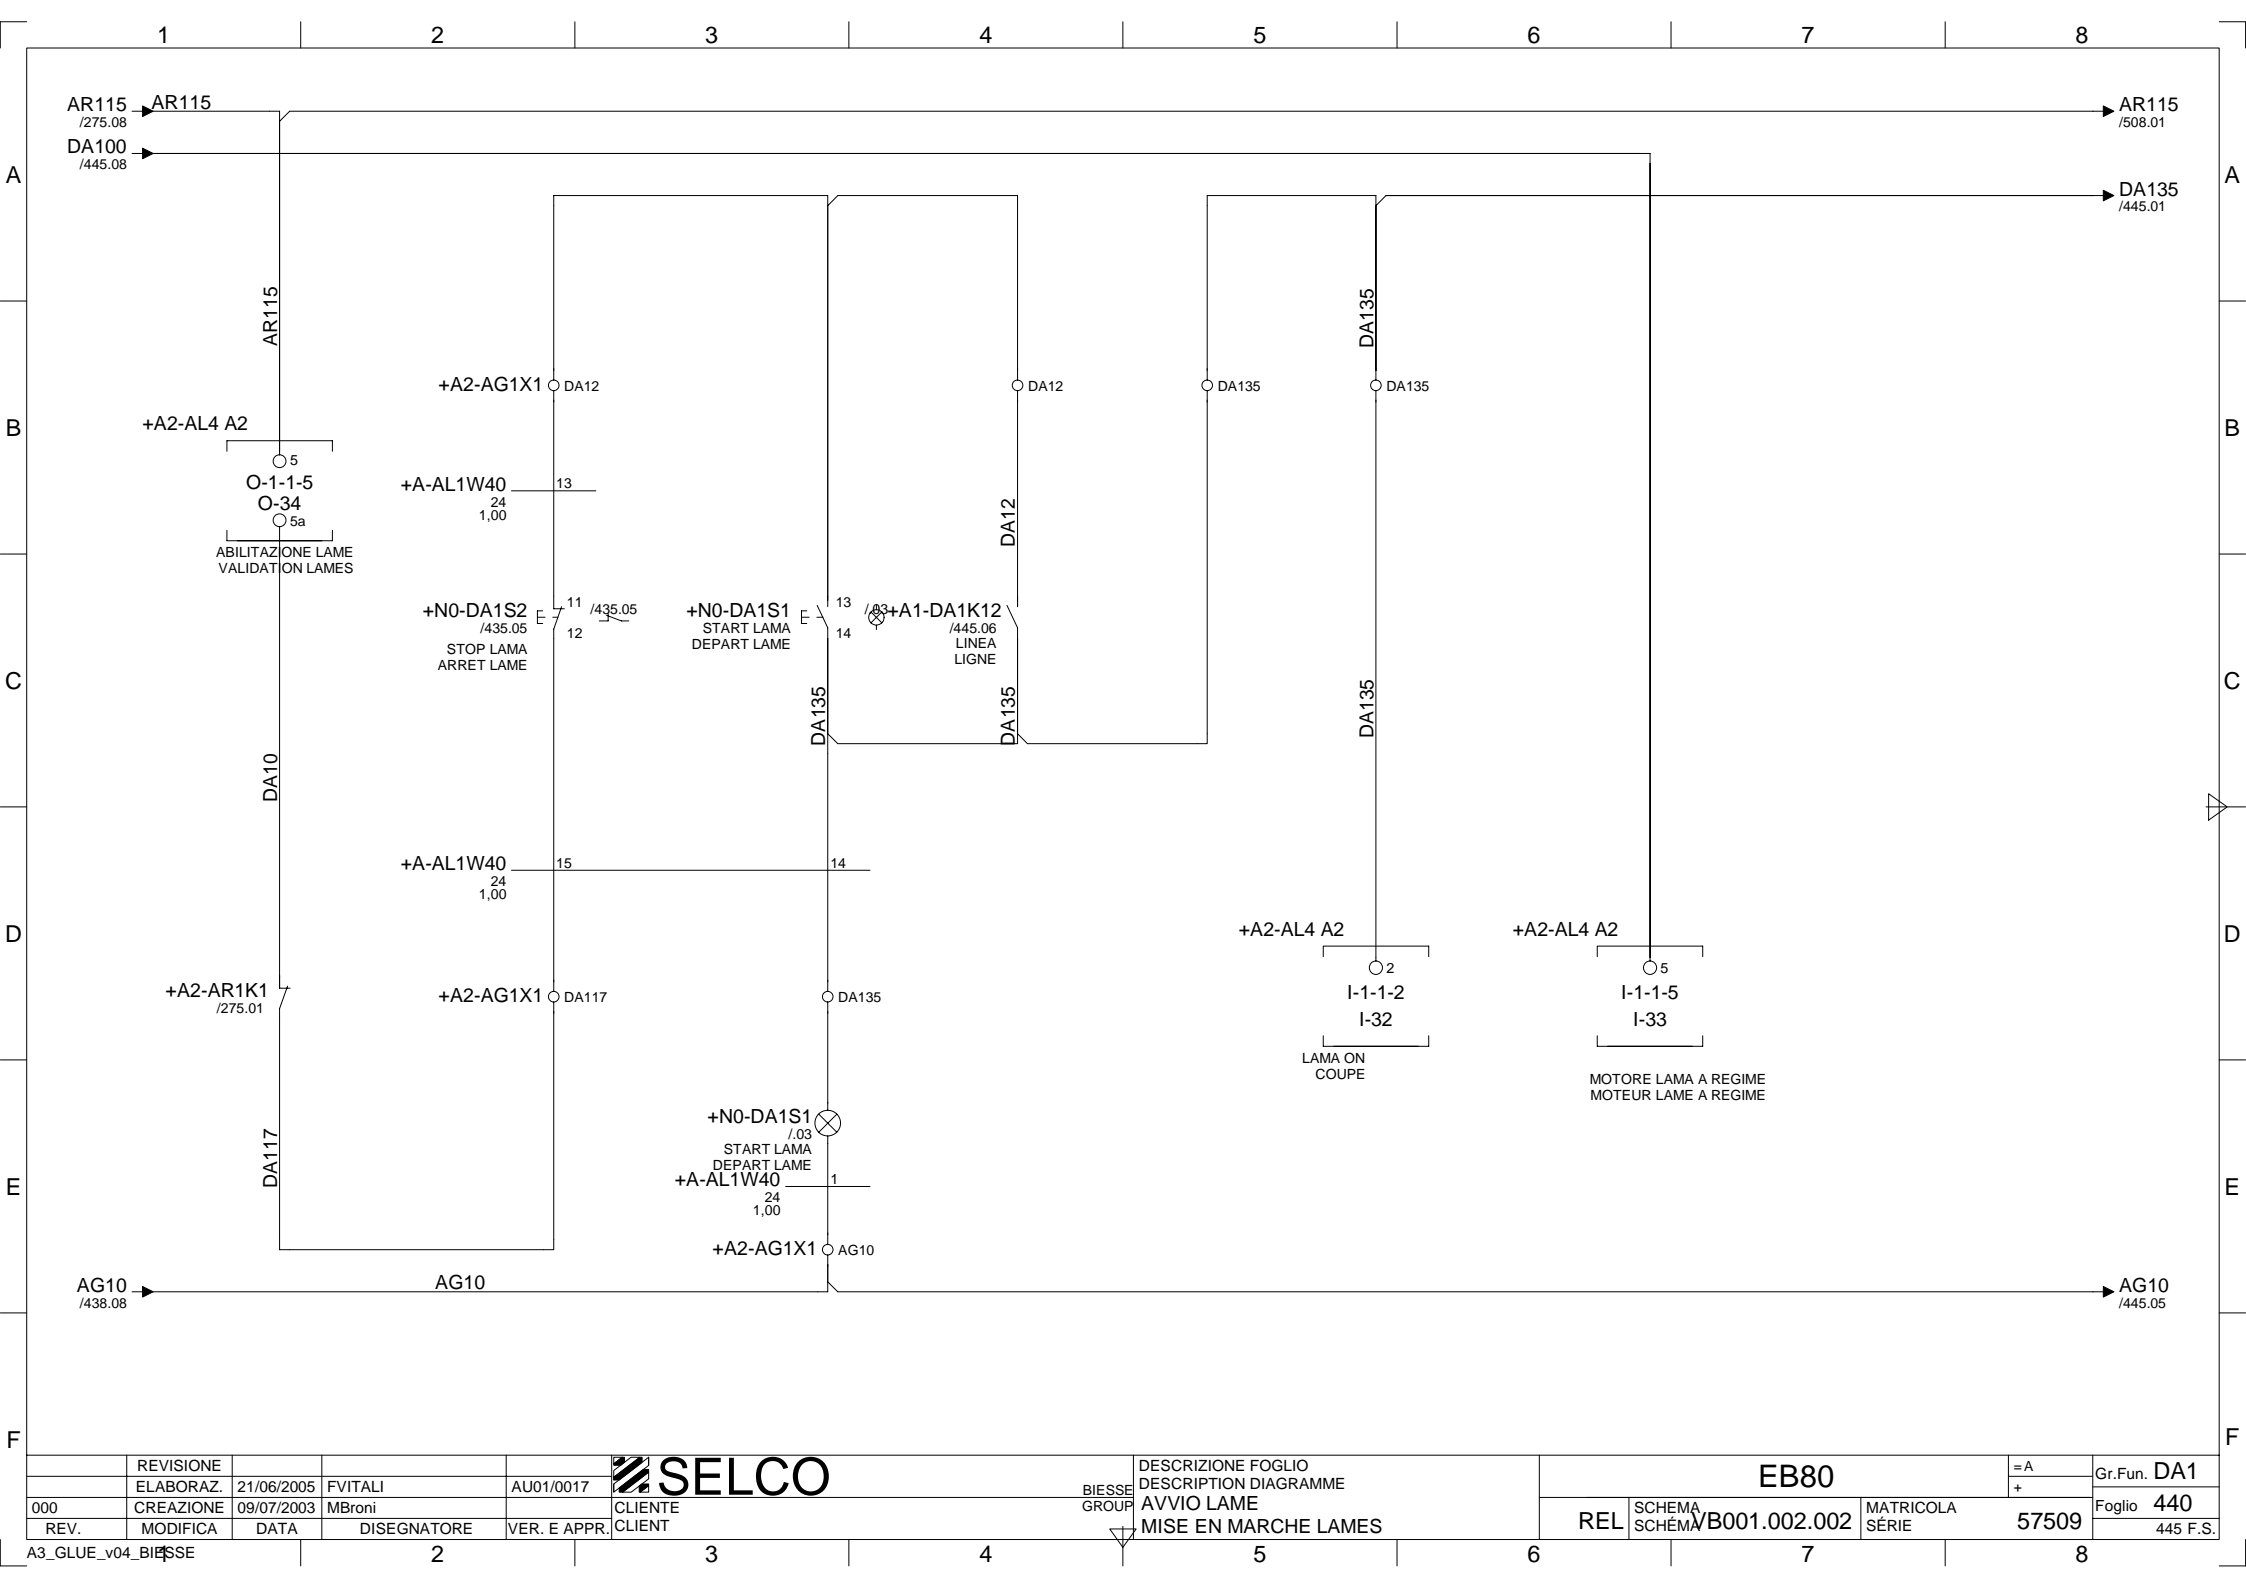 1 2 3 4 5 6 7 8
AR115 AR115 AR115
/275.08 /508.01
DA100
/445.08
A A
DA135
/445.01
AR115
DA135
+A2-AG1X1 DA12 DA12 DA135 DA135
+A2-AL4 A2
B B
5
O-1-1-5
O-34
5a
ABILITAZIONE LAME
VALIDATION LAMES
+A-AL1W40 13
24
1,00
DA12
+N0-DA1S2 11 /435.05
/435.05 12
STOP LAMA
ARRET LAME
+N0-DA1S1 13 /.03
START LAMA 14
DEPART LAME
+A1-DA1K12
/445.06
LINEA
LIGNE
C C
DA135 DA135 DA135
DA10
+A-AL1W40 15 14
24
1,00
D D
+A2-AL4 A2 +A2-AL4 A2
2 5
I-1-1-2 I-1-1-5
I-32 I-33
LAMA ON
COUPE
MOTORE LAMA A REGIME
MOTEUR LAME A REGIME
+A2-AR1K1
/275.01
+A2-AG1X1 DA117 DA135
DA117
+N0-DA1S1
/.03
START LAMA
DEPART LAME
+A-AL1W40 1
24
1,00
E E
+A2-AG1X1 AG10
AG10 AG10 AG10
/438.08 /445.05
F F
REVISIONE
ELABORAZ. 21/06/2005 FVITALI AU01/0017
000 CREAZIONE 09/07/2003 MBroni
REV. MODIFICA DATA DISEGNATORE VER. E APPR.
SELCO
CLIENTE
CLIENT
BIESSE
GROUP
DESCRIZIONE FOGLIO
DESCRIPTION DIAGRAMME
AVVIO LAME
MISE EN MARCHE LAMES
EB80
=A
+
Gr.Fun. DA1
REL SCHEMA
SCHÉMA VB001.002.002
MATRICOLA
SÉRIE 57509
Foglio 440
445 F.S.
A3_GLUE_v04_BIESSE
1 2 3 4 5 6 7 8